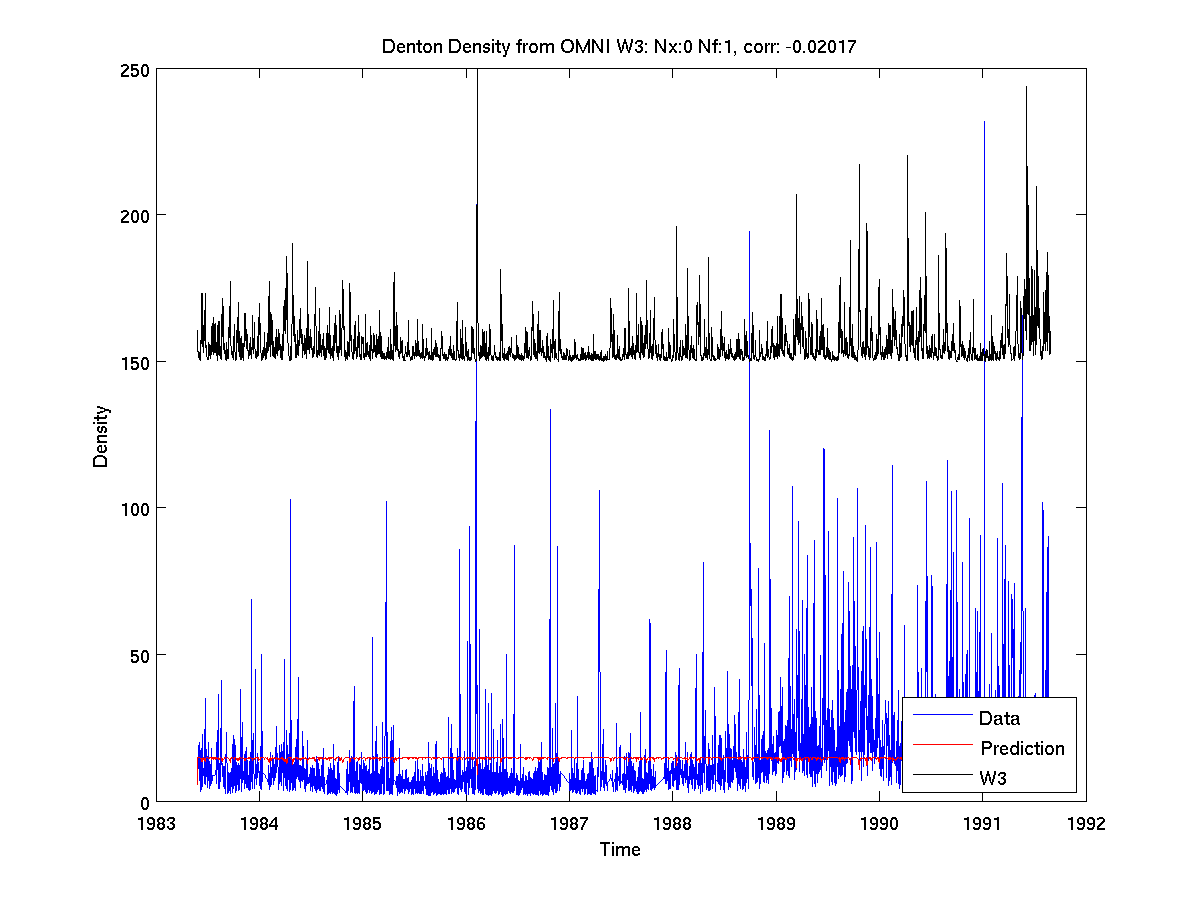 Denton Density from OMNI W3: Nx:0 Nf:1, corr: -0.02017
250
200
150
100
50
0
Density
1983 1984 1985 1986 1987 1988 1989 1990 1991 1992
Time
Data
Prediction
W3